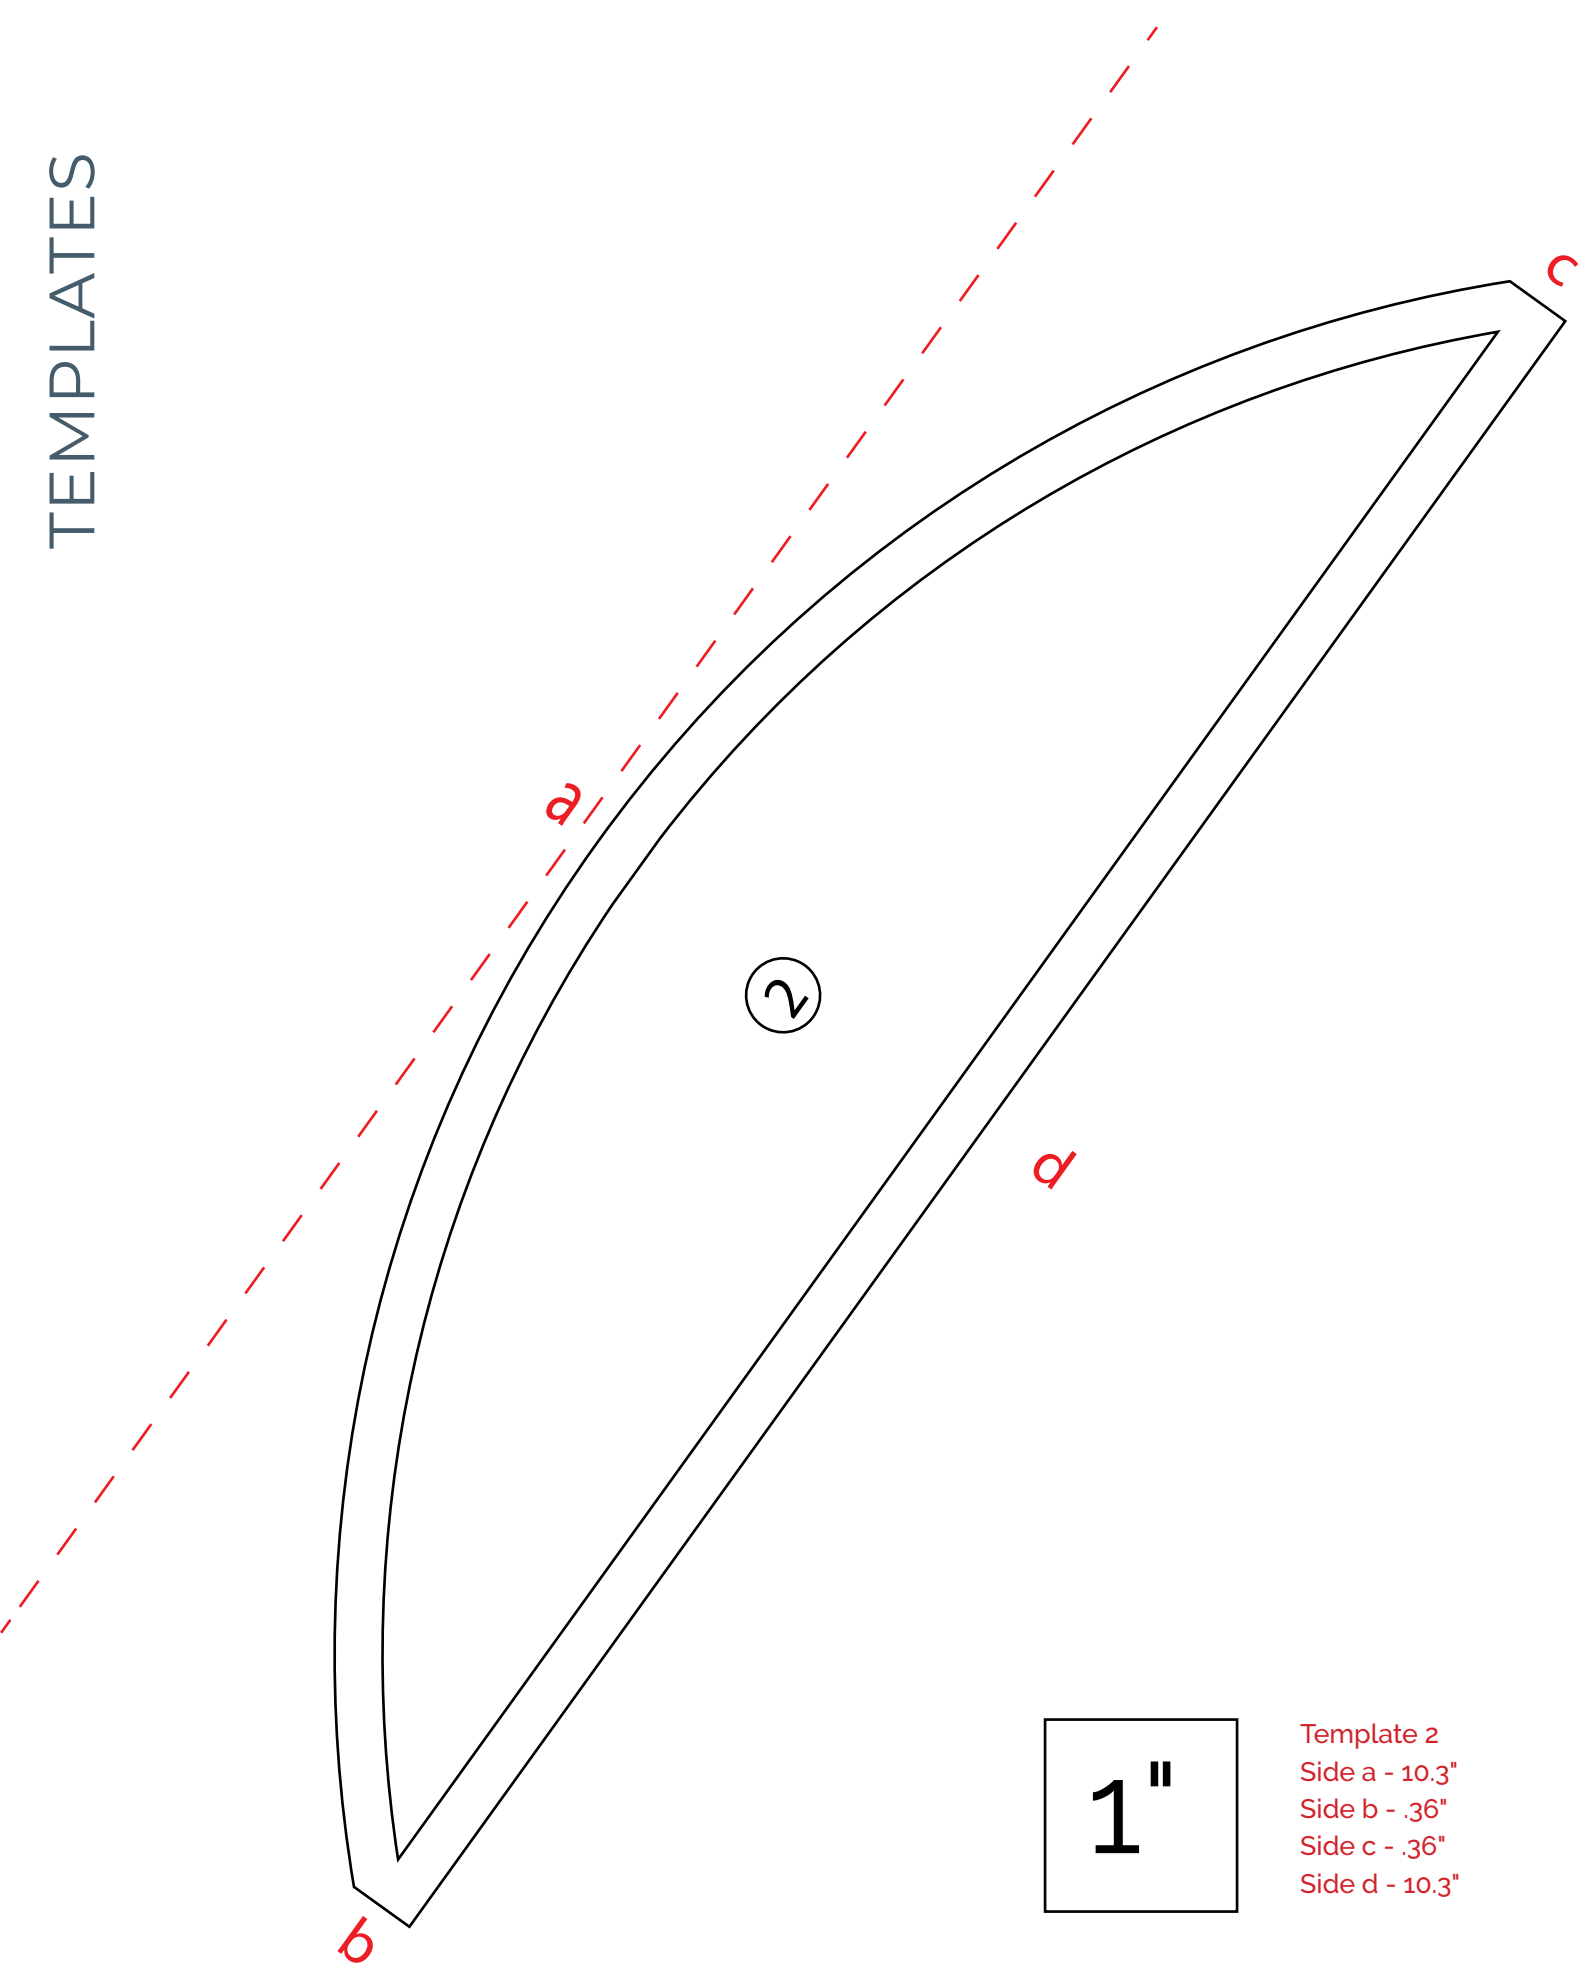 TEMPLATES
c
a
2
d
b
1"
Template 2
Side a - 10.3"
Side b - .36"
Side c - .36"
Side d - 10.3"